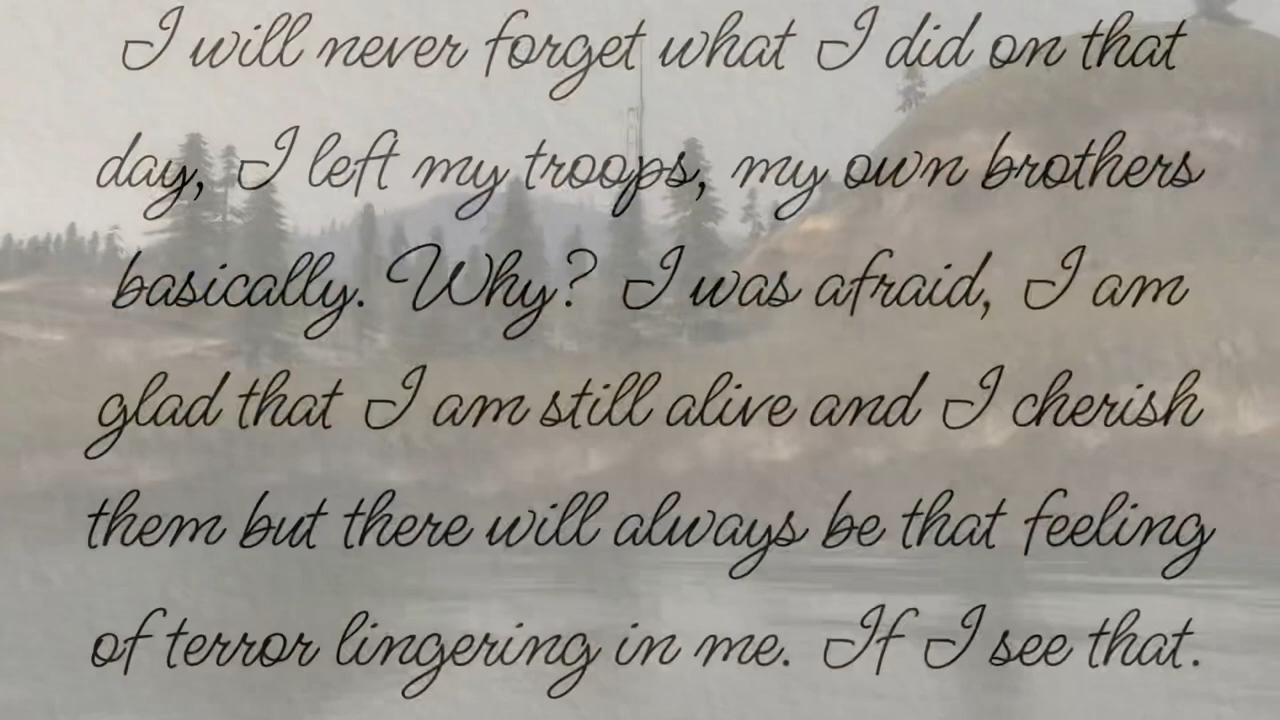 I will never forget what I did on that
day, I left my troops, my own brothers
basically. Why? I was afraid, I am
glad that I am still alive and I cherish
them but there will always be that feeling
of terror lingering in me. If I see that.